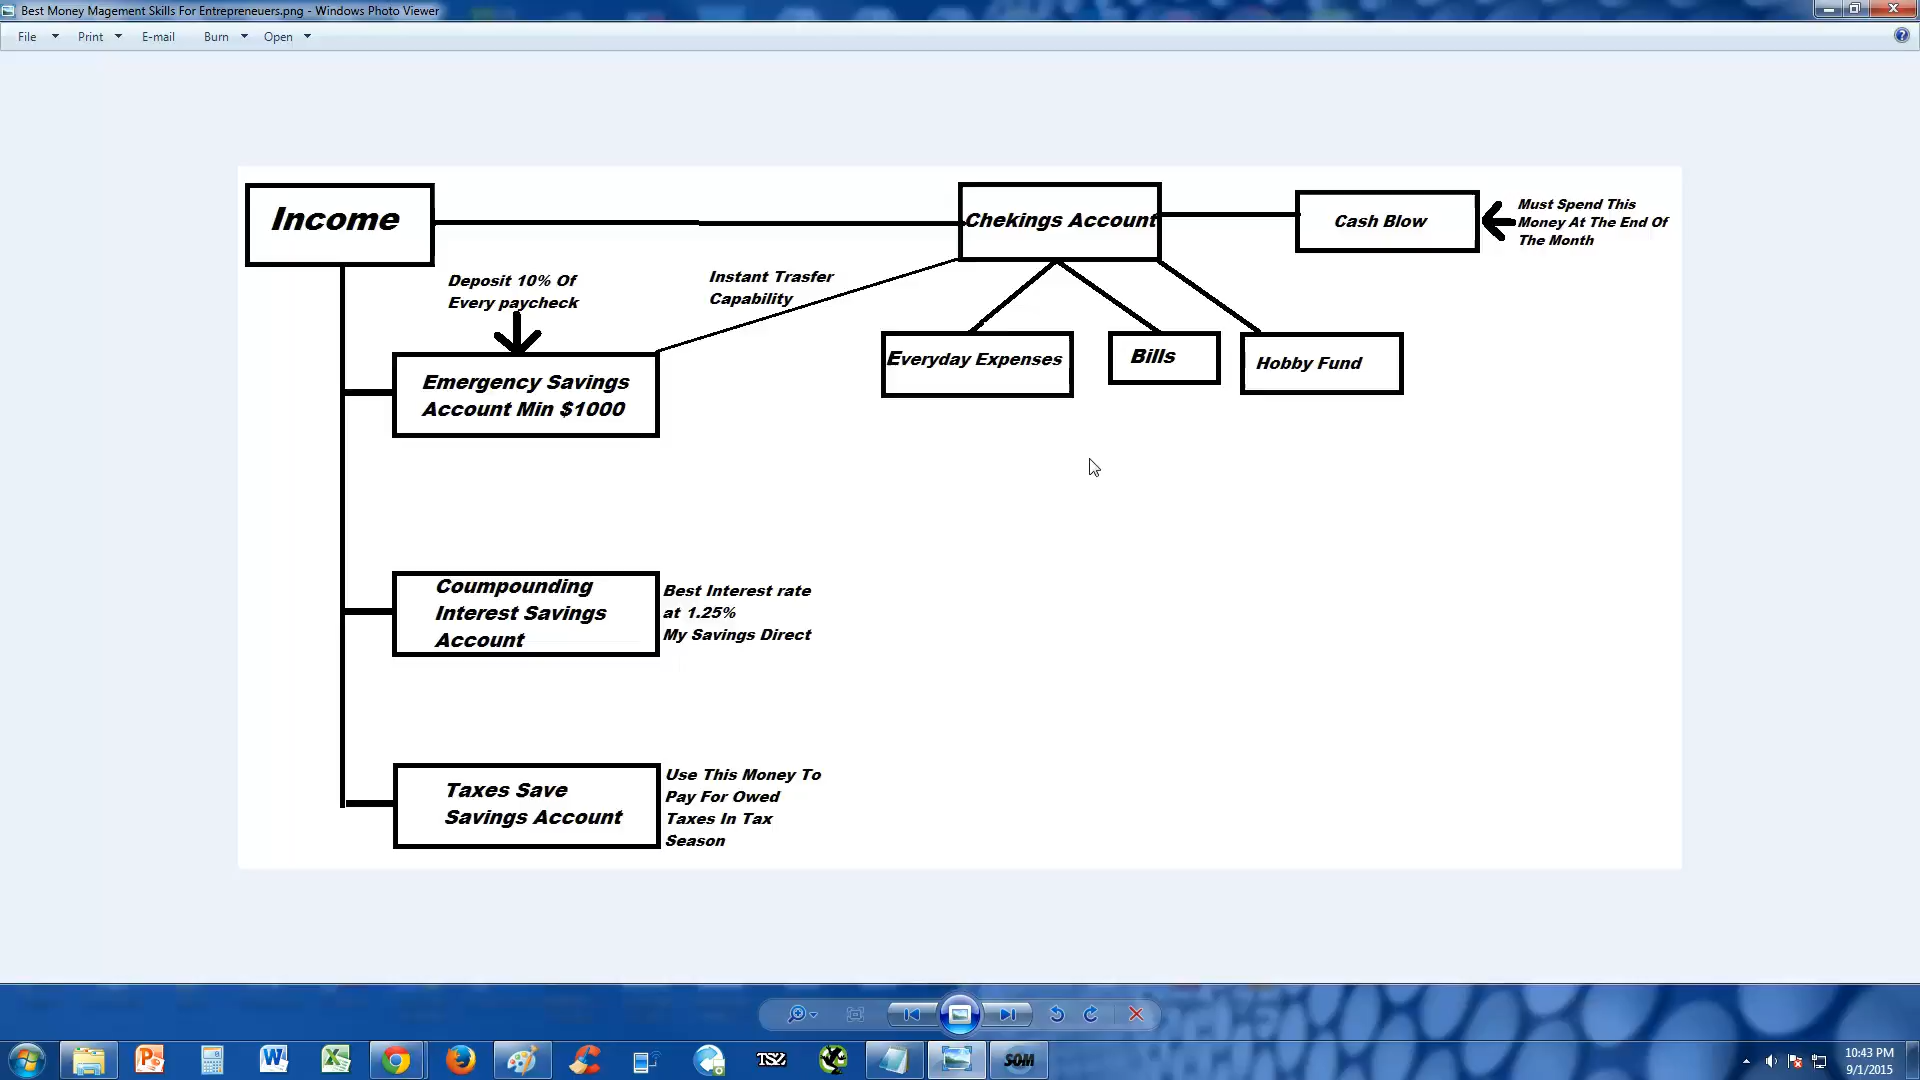 Best Money Magement Skills For Entrepreneuers.png - Windows Photo Viewer
File
Print
E-mail
Burn
Open
Income
Chekings Account
Cash Blow
Must Spend This
Money At The End Of
The Month
Deposit 10% Of
Every paycheck
Instant Trasfer
Capability
Everyday Expenses
Bills
Hobby Fund
Emergency Savings
Account Min $1000
Coumpounding
Interest Savings
Account
Best Interest rate
at 1.25%
My Savings Direct
Taxes Save
Savings Account
Use This Money To
Pay For Owed
Taxes In Tax
Season
TS2
SOM
10:43 PM
9/1/2015